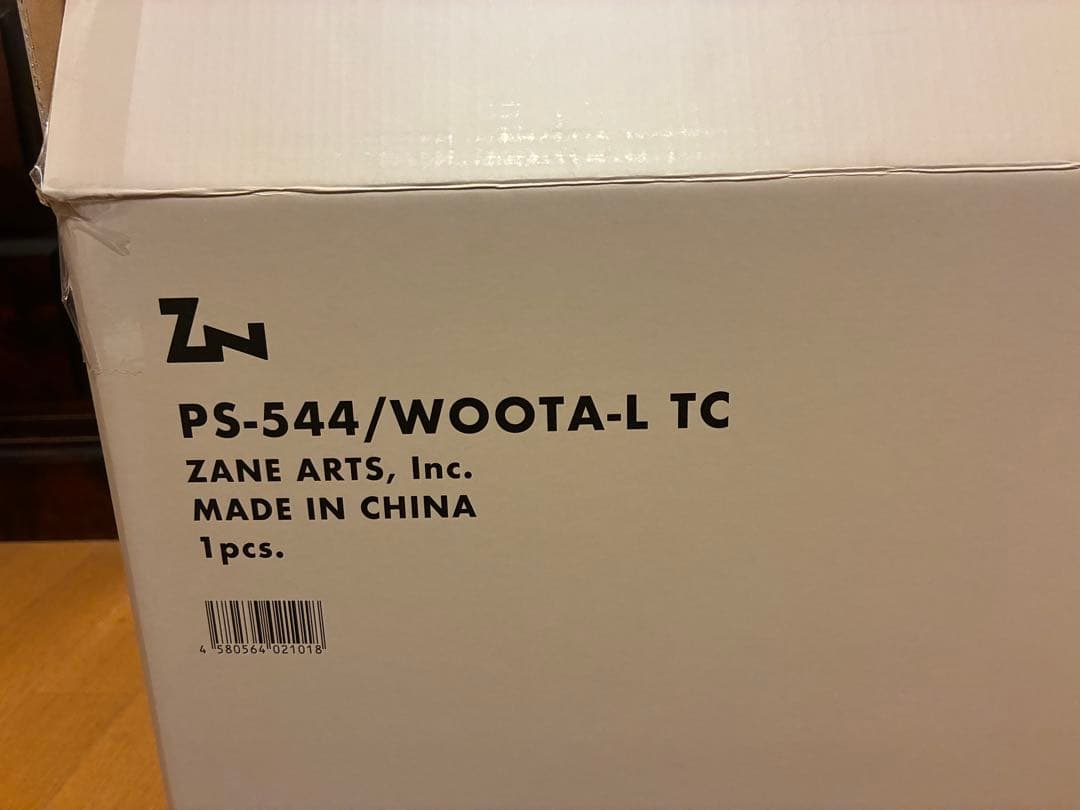 ZN
PS-544/WOOTA-L TC
ZANE ARTS, Inc.
MADE IN CHINA
1pcs.
4 580564 021018